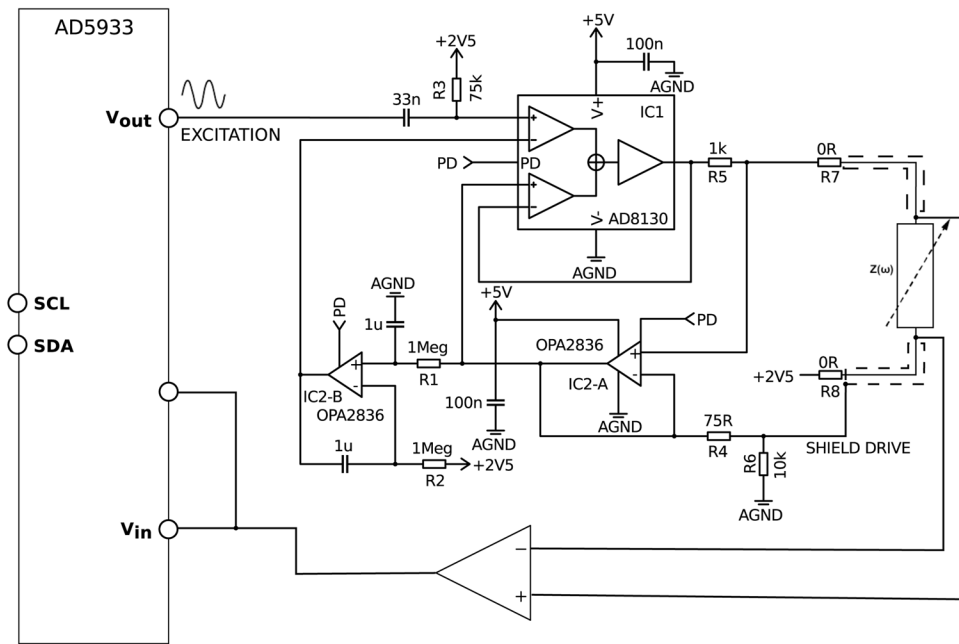 AD5933
Vout
EXCITATION
33n
+2V5
R3
75k
+5V
100n
AGND
V+
IC1
+
-
+
-
PD
PD
V-
AD8130
AGND
1k
R5
0R
R7
Z(ω)
SCL
SDA
AGND
PD
1u
1Meg
R1
+
-
IC2-B
OPA2836
1u
1Meg
R2
+2V5
+5V
100n
AGND
OPA2836
PD
+
-
IC2-A
AGND
75R
R4
R6
10k
AGND
+2V5
0R
R8
SHIELD DRIVE
Vin
−
+